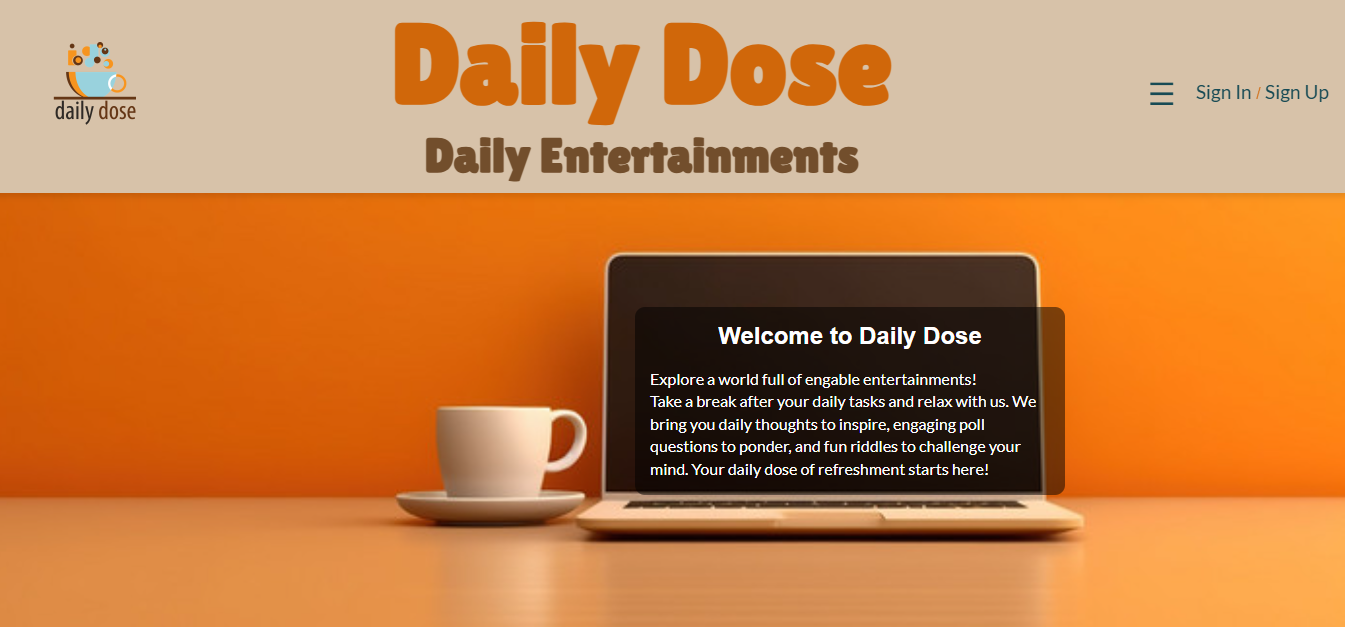 daily dose
Daily Dose
Daily Entertainments
Sign In / Sign Up
Welcome to Daily Dose
Explore a world full of engable entertainments!
Take a break after your daily tasks and relax with us. We
bring you daily thoughts to inspire, engaging poll
questions to ponder, and fun riddles to challenge your
mind. Your daily dose of refreshment starts here!